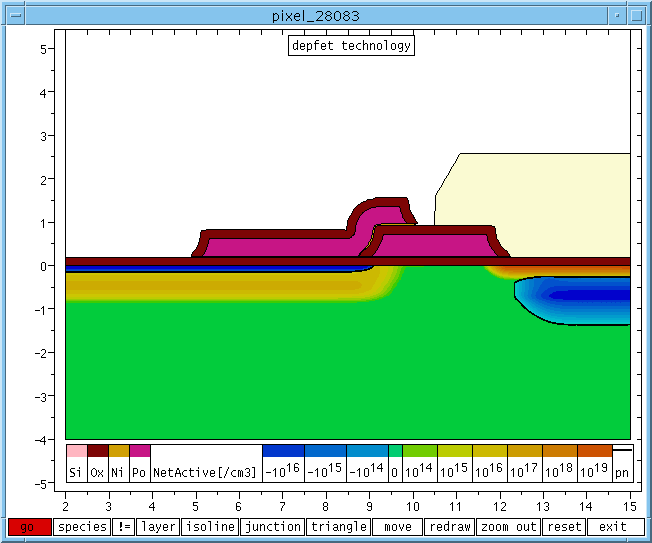 pixel_28083
depfet technology
5
4
3
2
1
0
-1
-2
-3
-4
-5
Si Ox Ni Po NetActive[/cm3] -10^16 -10^15 -10^14 0 10^14 10^15 10^16 10^17 10^18 10^19 pn
2 3 4 5 6 7 8 9 10 11 12 13 14 15
go species != layer isoline junction triangle move redraw zoom out reset exit